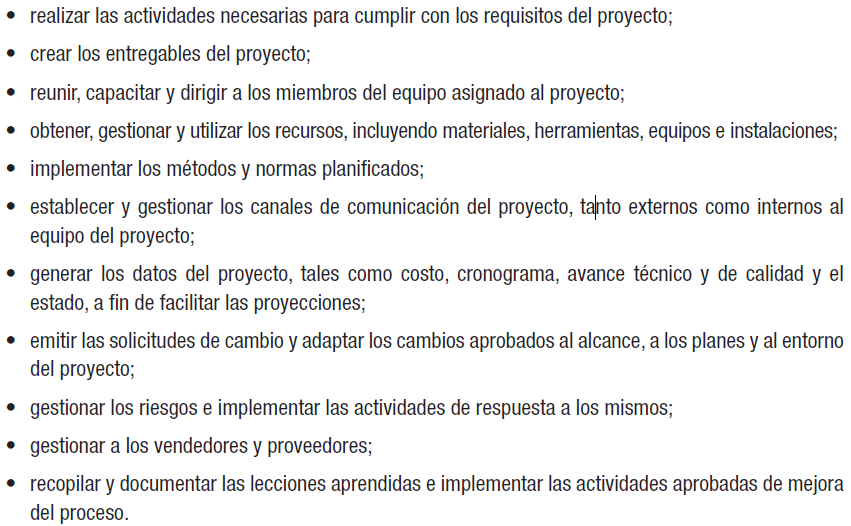 • realizar las actividades necesarias para cumplir con los requisitos del proyecto;
• crear los entregables del proyecto;
• reunir, capacitar y dirigir a los miembros del equipo asignado al proyecto;
• obtener, gestionar y utilizar los recursos, incluyendo materiales, herramientas, equipos e instalaciones;
• implementar los métodos y normas planificados;
• establecer y gestionar los canales de comunicación del proyecto, tanto externos como internos al
equipo del proyecto;
• generar los datos del proyecto, tales como costo, cronograma, avance técnico y de calidad y el
estado, a fin de facilitar las proyecciones;
• emitir las solicitudes de cambio y adaptar los cambios aprobados al alcance, a los planes y al entorno
del proyecto;
• gestionar los riesgos e implementar las actividades de respuesta a los mismos;
• gestionar a los vendedores y proveedores;
• recopilar y documentar las lecciones aprendidas e implementar las actividades aprobadas de mejora
del proceso.